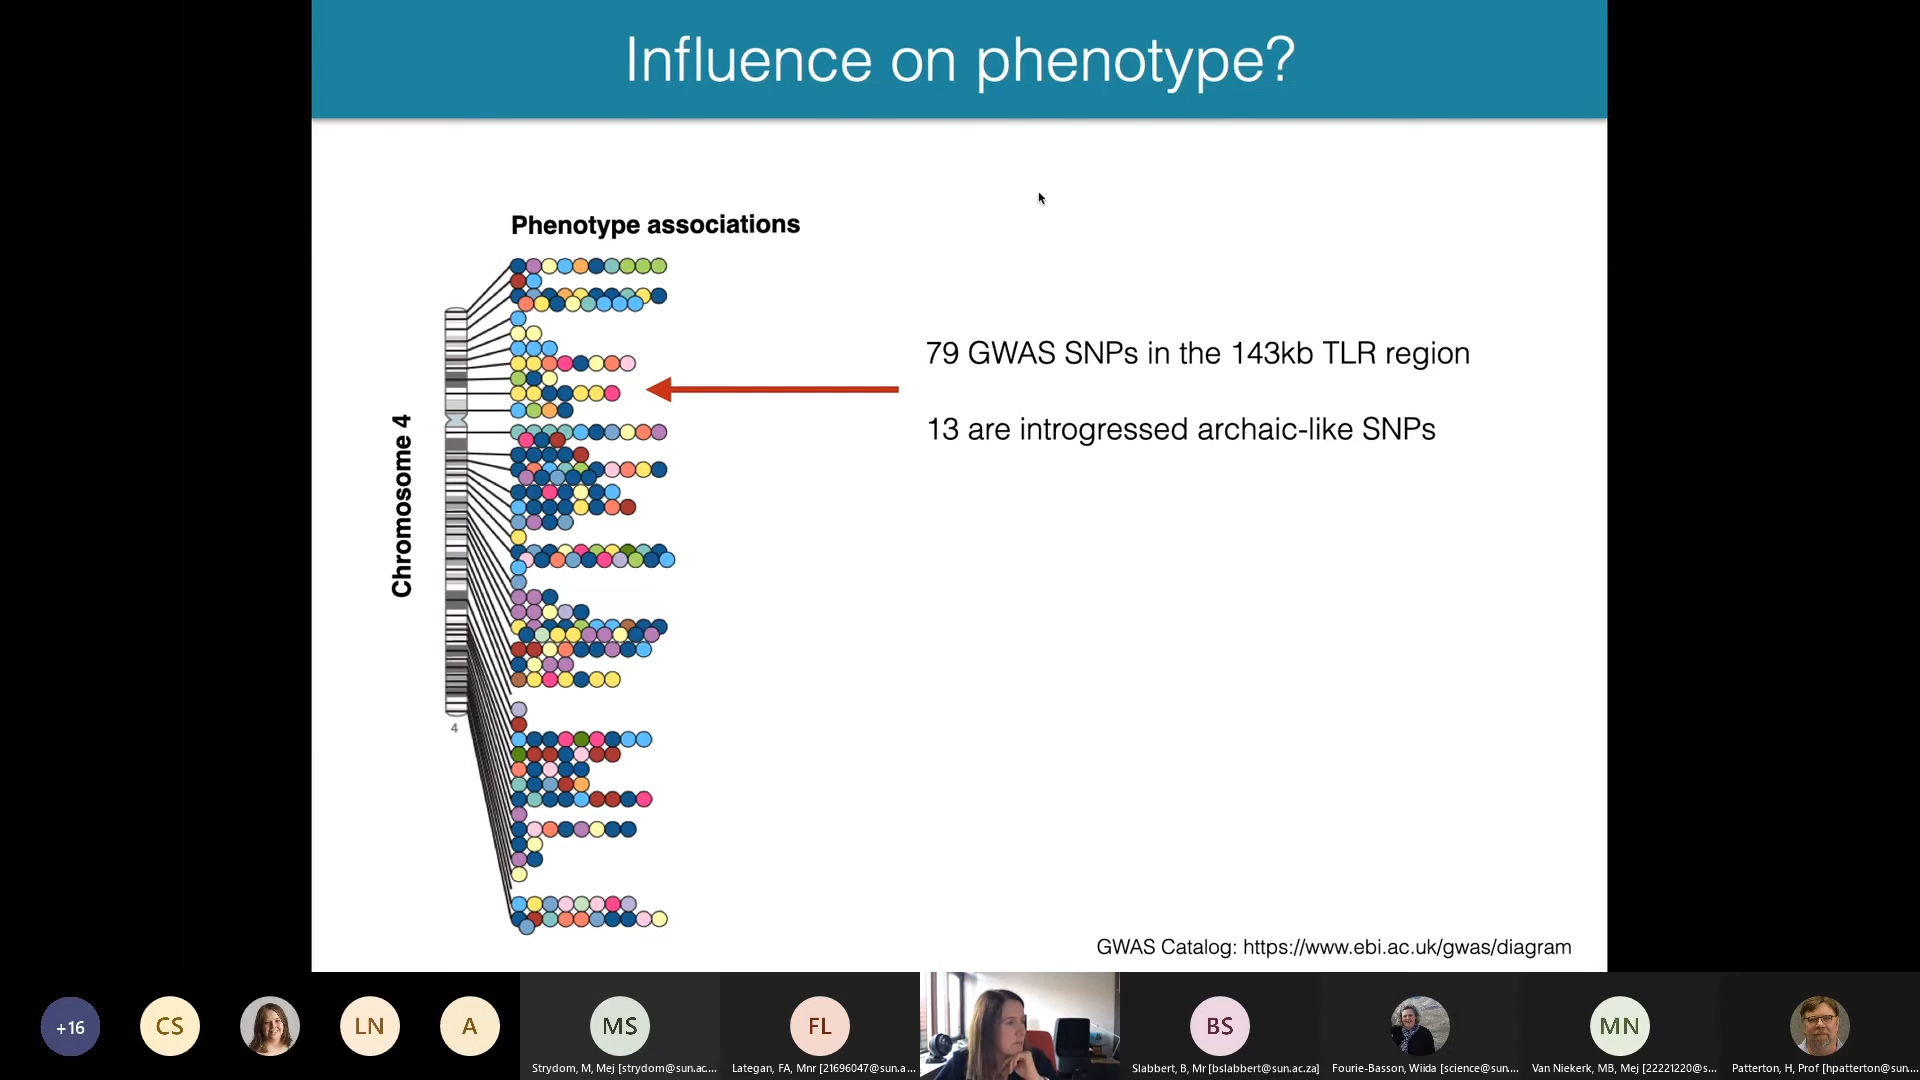 Influence on phenotype?
Phenotype associations
Chromosome 4
4
79 GWAS SNPs in the 143kb TLR region
13 are introgressed archaic-like SNPs
GWAS Catalog: https://www.ebi.ac.uk/gwas/diagram
+16
CS
LN
A
MS
FL
BS
MN
Strydom, M, Mej [strydom@sun.ac....
Lategan, FA, Mnr [21696047@sun.a...
Slabbert, B, Mr [bslabbert@sun.ac.za]
Fourie-Basson, Wiida [science@sun....
Van Niekerk, MB, Mej [22221220@s...
Patterton, H, Prof [hpatterton@sun....